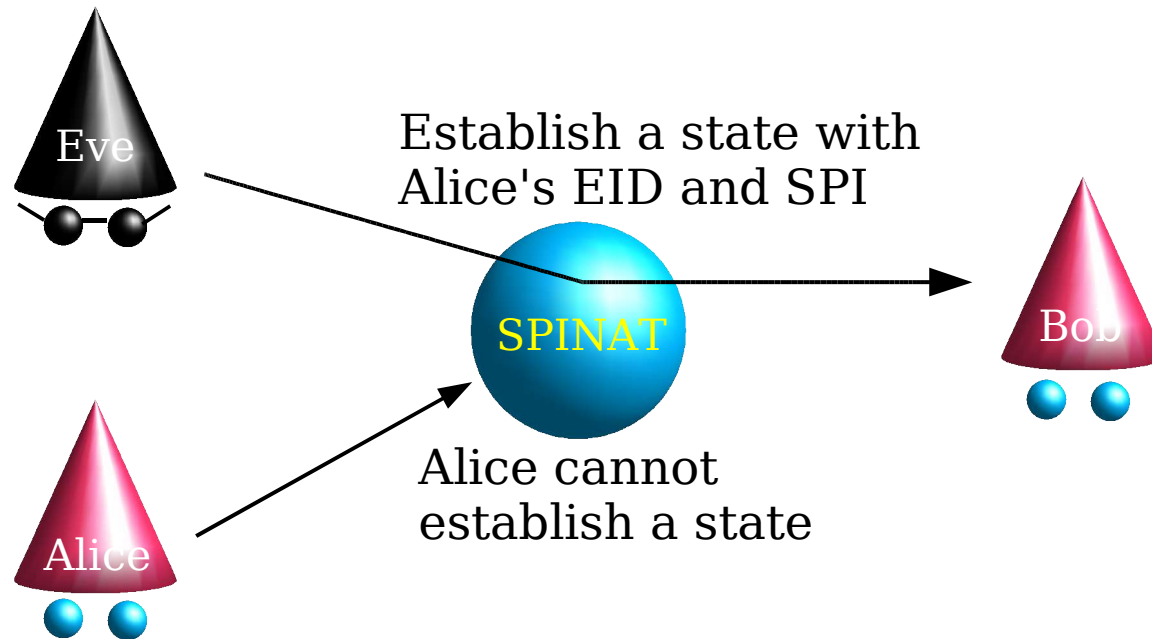 Eve
Establish a state with
Alice's EID and SPI
SPINAT
Bob
Alice cannot
establish a state
Alice